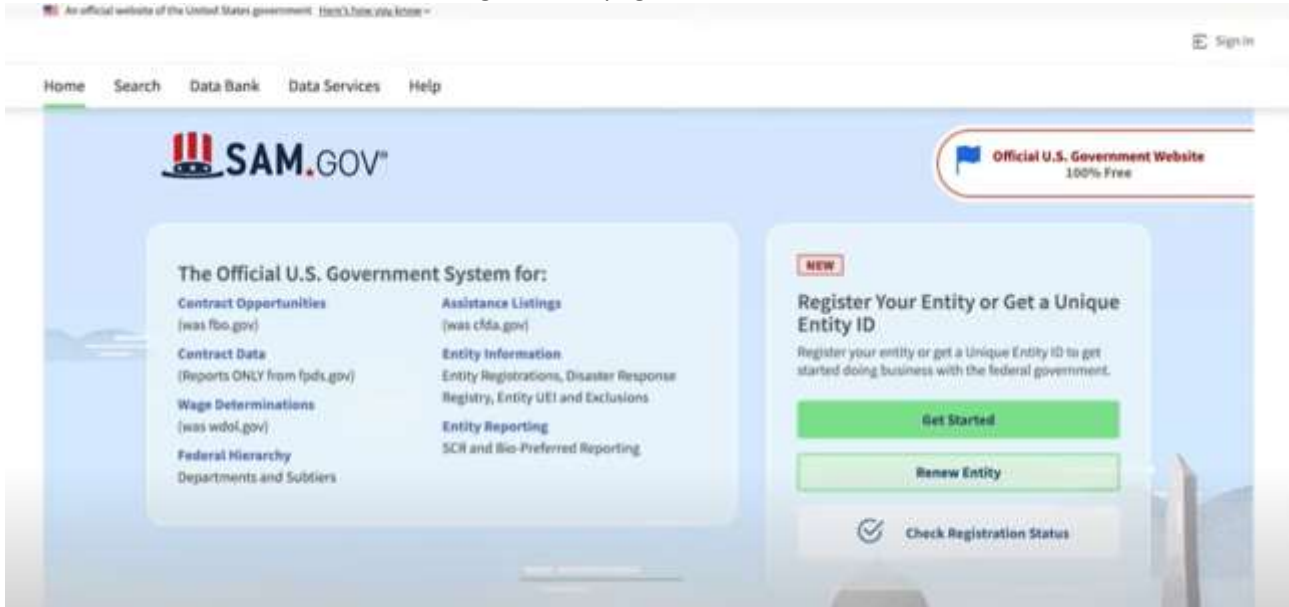 An official website of the United States government Here's how you know
Sign In
Home Search Data Bank Data Services Help
SAM.GOV®
Official U.S. Government Website
100% Free
The Official U.S. Government System for:
Contract Opportunities
(was fbo.gov)
Contract Data
(Reports ONLY from fpds.gov)
Wage Determinations
(was wdol.gov)
Federal Hierarchy
Departments and Subtiers
Assistance Listings
(was cfda.gov)
Entity Information
Entity Registrations, Disaster Response
Registry, Entity UEI and Exclusions
Entity Reporting
SCR and Bio-Preferred Reporting
NEW
Register Your Entity or Get a Unique
Entity ID
Register your entity or get a Unique Entity ID to get
started doing business with the federal government.
Get Started
Renew Entity
Check Registration Status